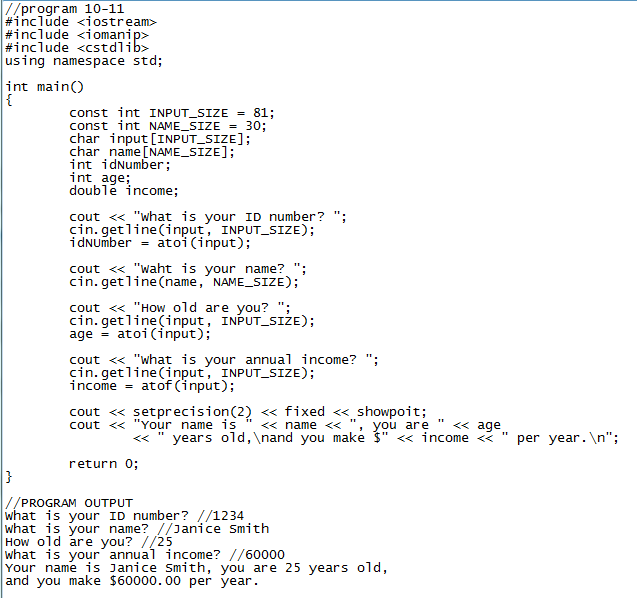 //program 10-11
#include <iostream>
#include <iomanip>
#include <cstdlib>
using namespace std;
int main()
{
const int INPUT_SIZE = 81;
const int NAME_SIZE = 30;
char input[INPUT_SIZE];
char name[NAME_SIZE];
int idNumber;
int age;
double income;
cout << "What is your ID number? ";
cin.getline(input, INPUT_SIZE);
idNUmber = atoi(input);
cout << "Waht is your name? ";
cin.getline(name, NAME_SIZE);
cout << "How old are you? ";
cin.getline(input, INPUT_SIZE);
age = atoi(input);
cout << "What is your annual income? ";
cin.getline(input, INPUT_SIZE);
income = atof(input);
cout << setprecision(2) << fixed << showpoit;
cout << "Your name is " << name << ", you are " << age
<< " years old,\nand you make $" << income << " per year.\n";
return 0;
}
//PROGRAM OUTPUT
What is your ID number? //1234
What is your name? //Janice Smith
How old are you? //25
What is your annual income? //60000
Your name is Janice Smith, you are 25 years old,
and you make $60000.00 per year.